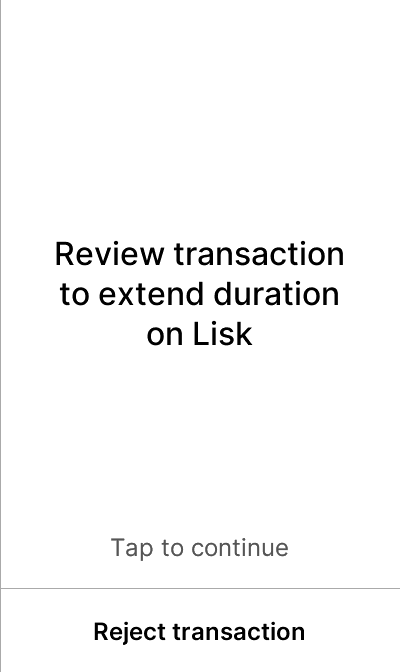 Review transaction
to extend duration
on Lisk
Tap to continue
Reject transaction